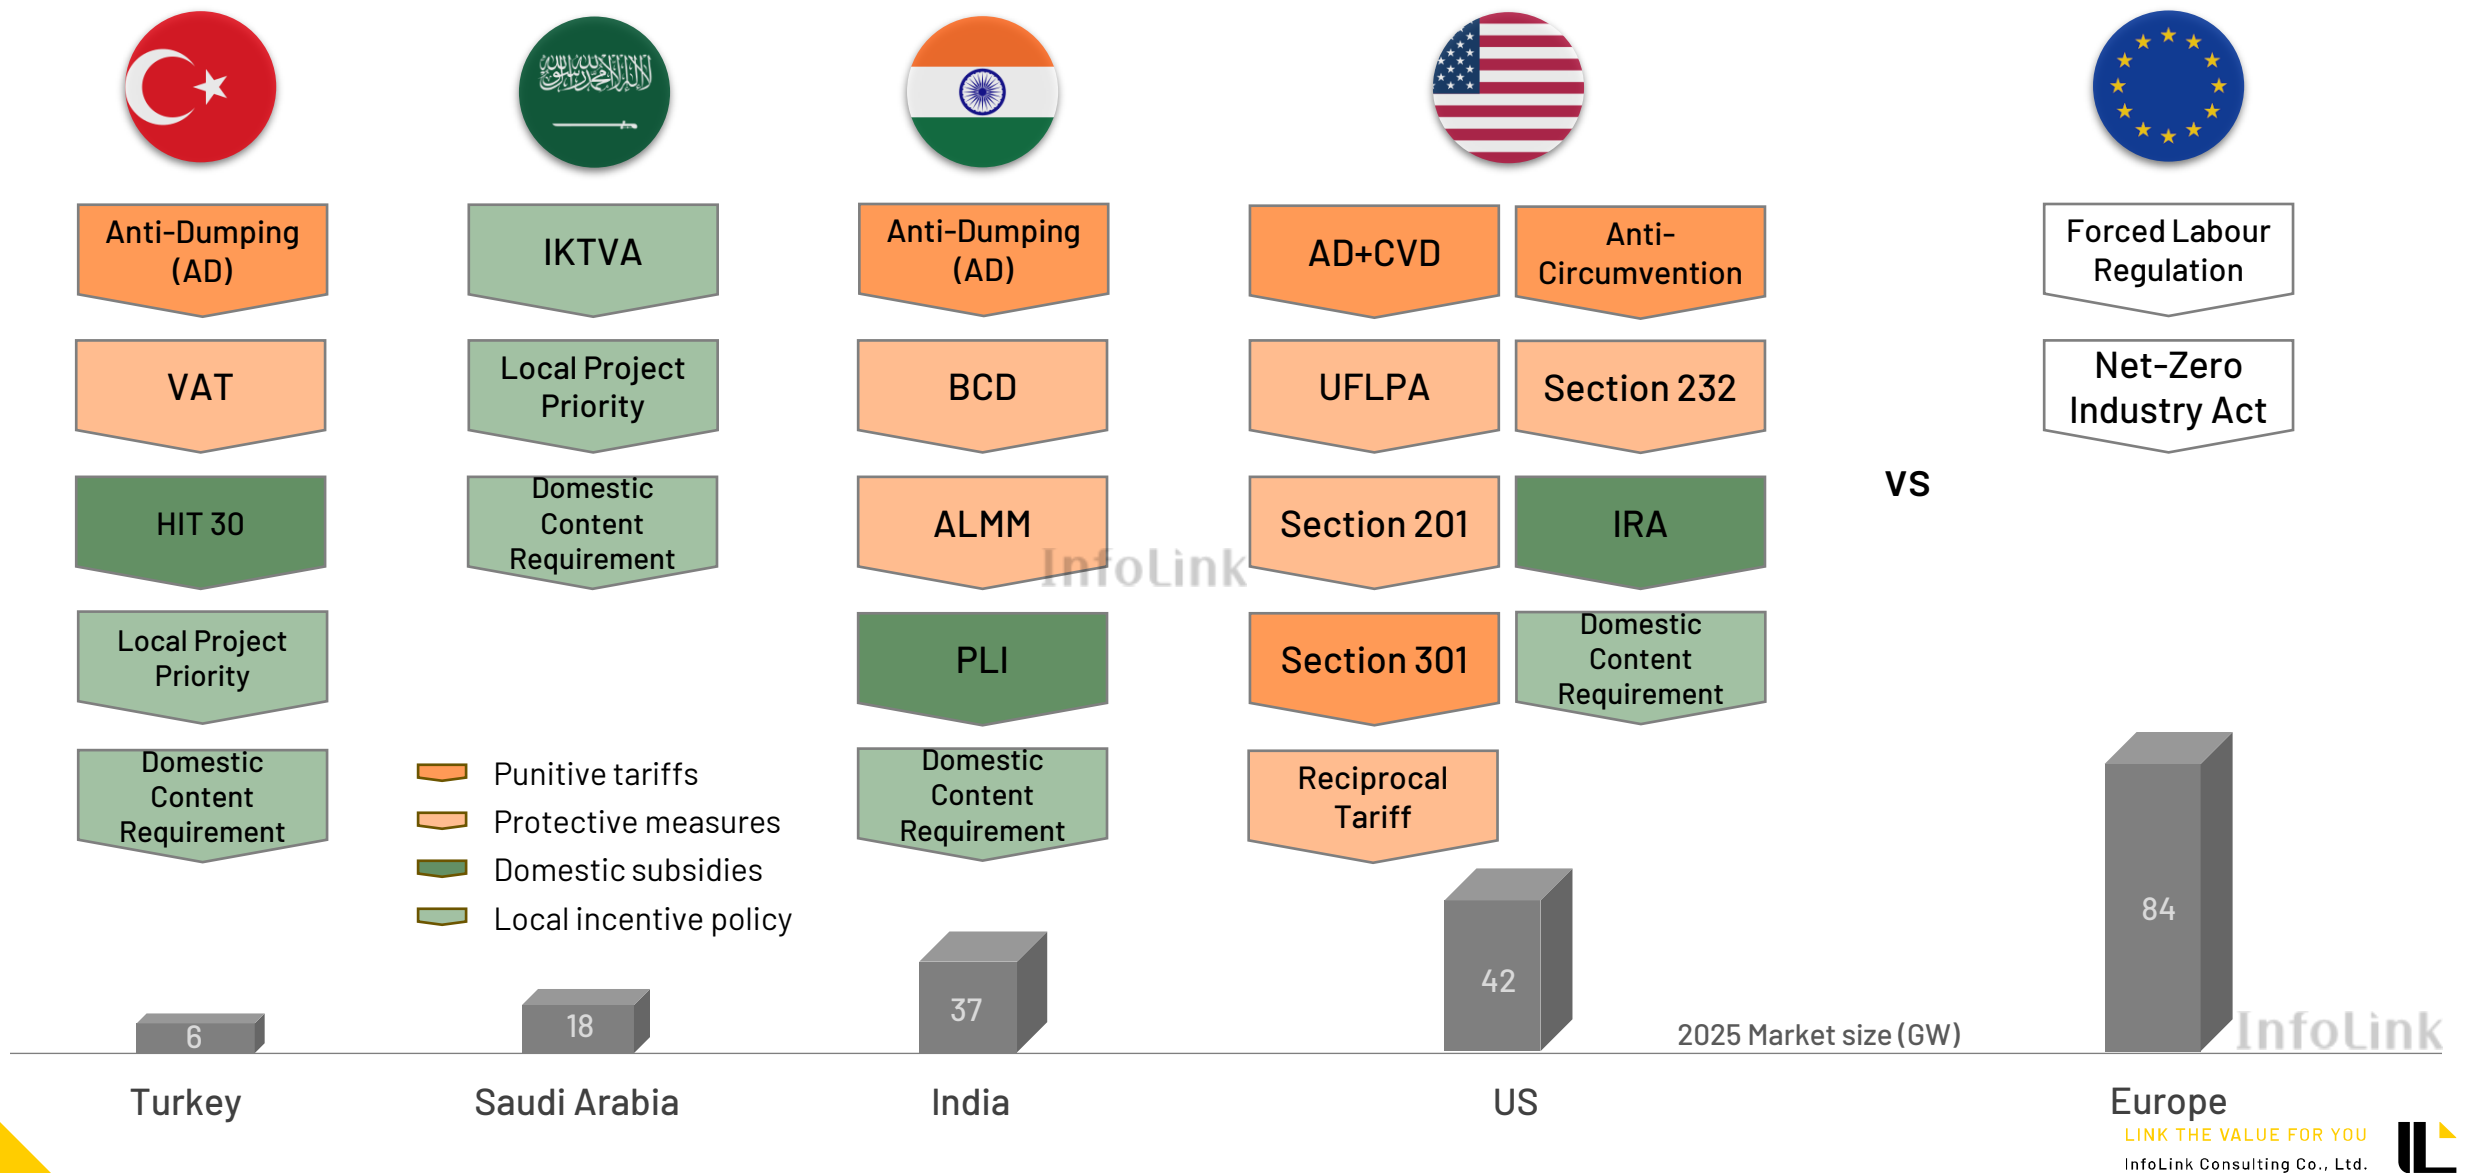 Anti-Dumping
(AD)
VAT
HIT 30
Local Project
Priority
Domestic
Content
Requirement
IKTVA
Local Project
Priority
Domestic
Content
Requirement
Anti-Dumping
(AD)
BCD
ALMM
PLI
Domestic
Content
Requirement
AD+CVD
UFLPA
Section 201
Section 301
Reciprocal
Tariff
Anti-
Circumvention
Section 232
IRA
Domestic
Content
Requirement
VS
Forced Labour
Regulation
Net-Zero
Industry Act
InfoLink
Punitive tariffs
Protective measures
Domestic subsidies
Local incentive policy
6
18
37
42
84
2025 Market size (GW)
InfoLink
Turkey
Saudi Arabia
India
US
Europe
LINK THE VALUE FOR YOU
InfoLink Consulting Co., Ltd.